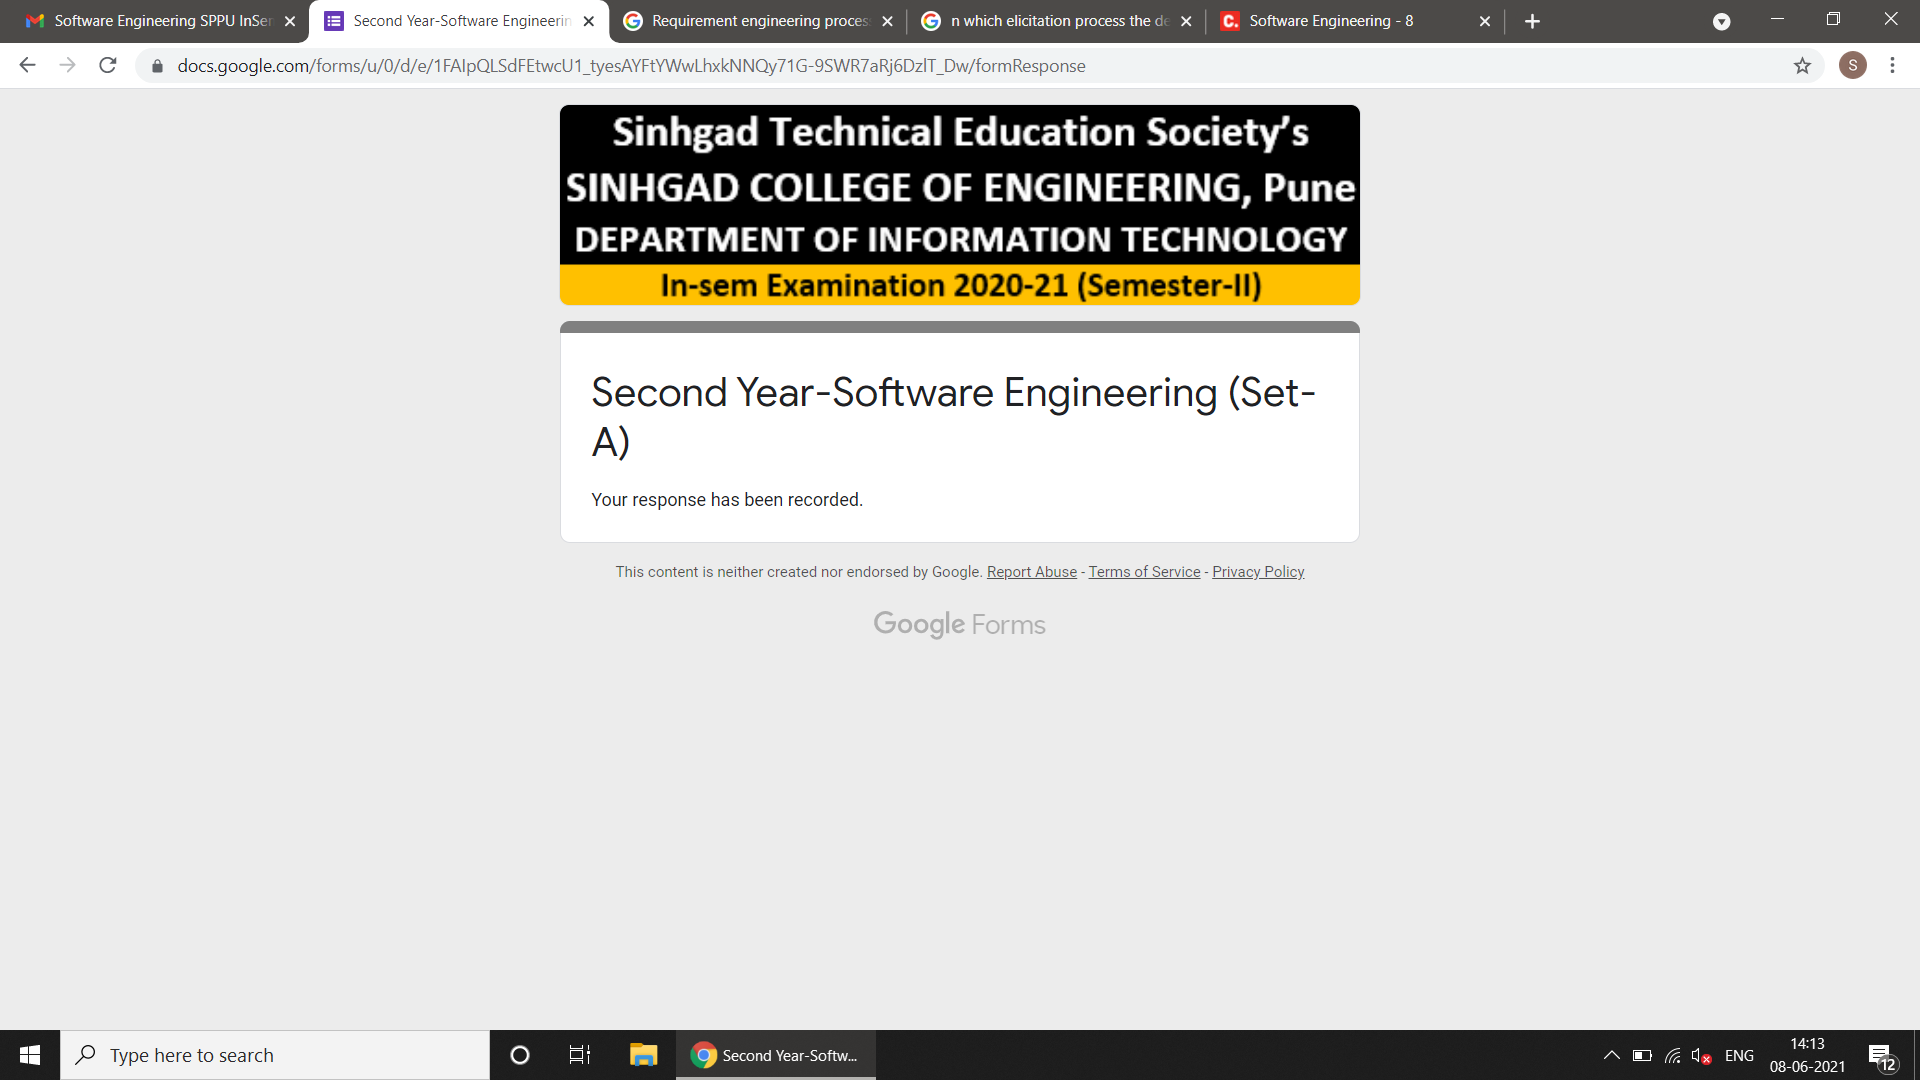 Software Engineering SPPU InSem
Second Year-Software Engineerin
Requirement engineering process
n which elicitation process the de
Software Engineering - 8
docs.google.com/forms/u/0/d/e/1FAIpQLSdFEtwcU1_tyesAYFtYWwLhxkNNQy71G-9SWR7aRj6DzlT_Dw/formResponse
S
Sinhgad Technical Education Society's
SINHGAD COLLEGE OF ENGINEERING, Pune
DEPARTMENT OF INFORMATION TECHNOLOGY
In-sem Examination 2020-21 (Semester-II)
Second Year-Software Engineering (Set-
A)
Your response has been recorded.
This content is neither created nor endorsed by Google. Report Abuse - Terms of Service - Privacy Policy
Google Forms
Type here to search
Second Year-Softw...
ENG
14:13
08-06-2021
12